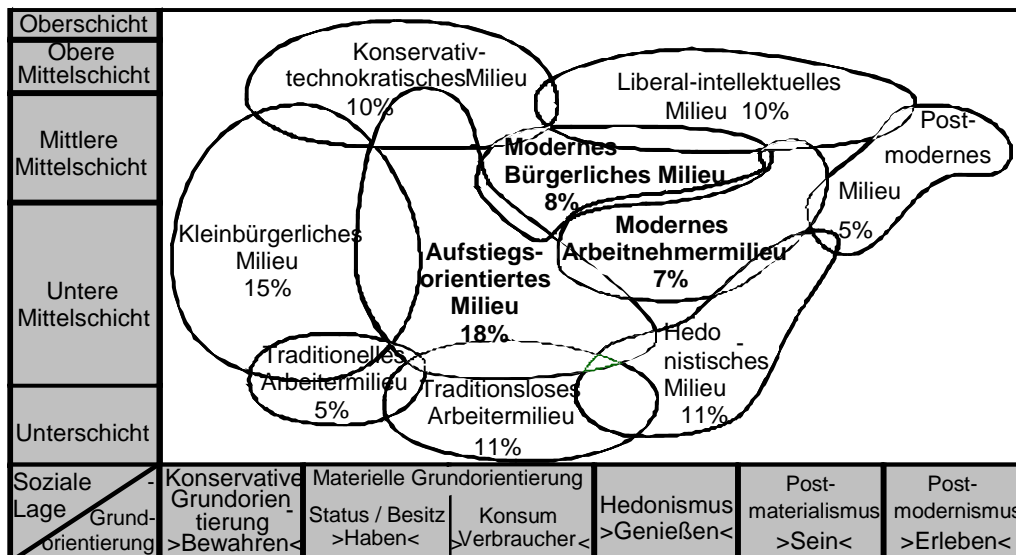 Oberschicht
Obere
Mittelschicht
Mittlere
Mittelschicht
Untere
Mittelschicht
Unterschicht
Konservativ-
technokratisches Milieu
10%
Liberal-intellektuelles
Milieu 10%
Post-
modernes
Milieu
5%
Modernes
Bürgerliches Milieu
8%
Modernes
Arbeitnehmermilieu
7%
Kleinbürgerliches
Milieu
15%
Aufstiegs-
orientiertes
Milieu
18%
Hedo-
nistisches
Milieu
11%
Traditionelles
Arbeitermilieu
5%
Traditionsloses
Arbeitermilieu
11%
Soziale
Lage
Grund-
orientierung
Konservative
Grundorien-
tierung
>Bewahren<
Materielle Grundorientierung
Status / Besitz
>Haben<
Konsum
>Verbraucher<
Hedonismus
>Genießen<
Post-
materialismus
>Sein<
Post-
modernismus
>Erleben<